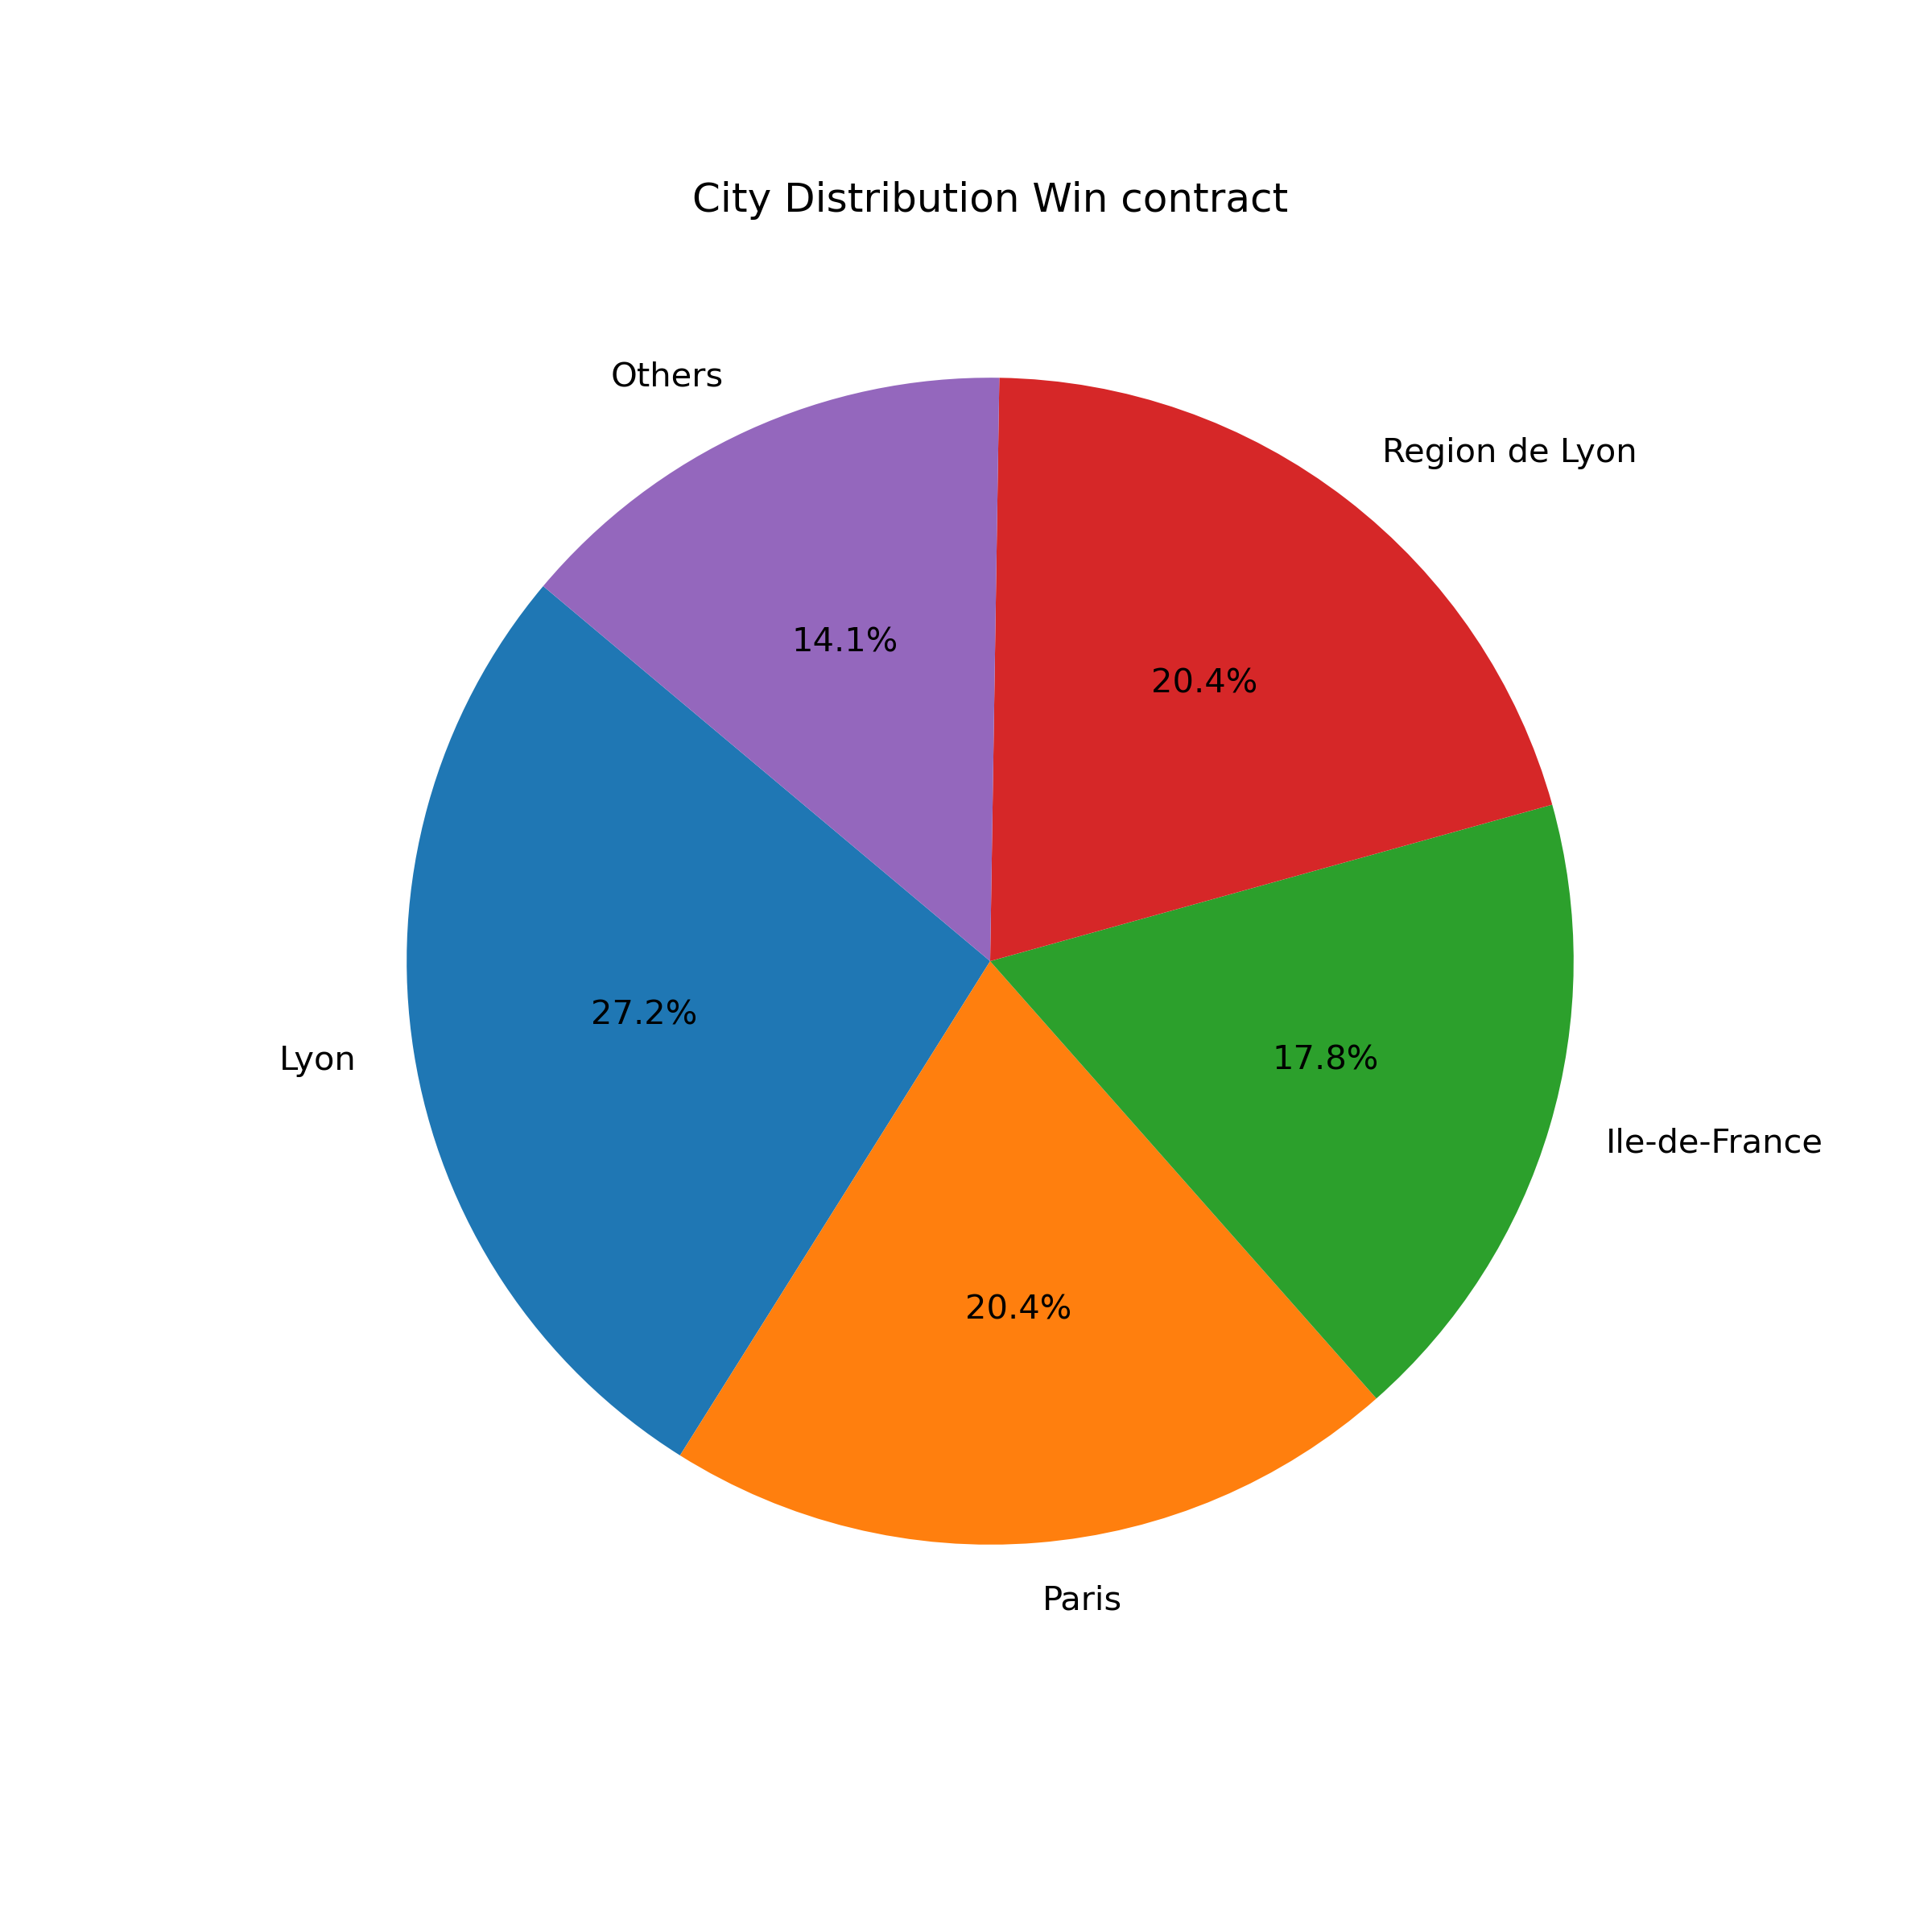 City Distribution Win contract
Others
Region de Lyon
14.1%
20.4%
27.2%
Lyon
17.8%
Ile-de-France
20.4%
Paris